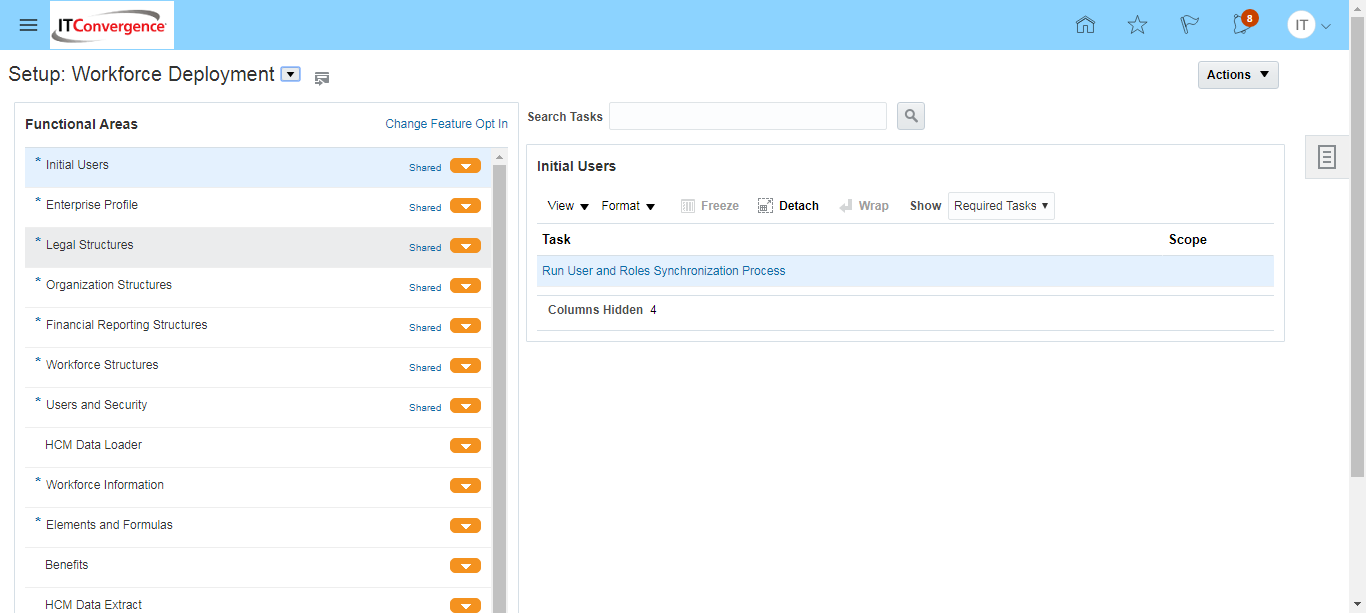 ITConvergence
8
IT
Setup: Workforce Deployment
Actions
Functional Areas
Change Feature Opt In
* Initial Users Shared
* Enterprise Profile Shared
* Legal Structures Shared
* Organization Structures Shared
* Financial Reporting Structures Shared
* Workforce Structures Shared
* Users and Security Shared
HCM Data Loader
* Workforce Information
* Elements and Formulas
Benefits
HCM Data Extract
Search Tasks
Initial Users
View Format Freeze Detach Wrap Show Required Tasks
Task Scope
Run User and Roles Synchronization Process
Columns Hidden 4